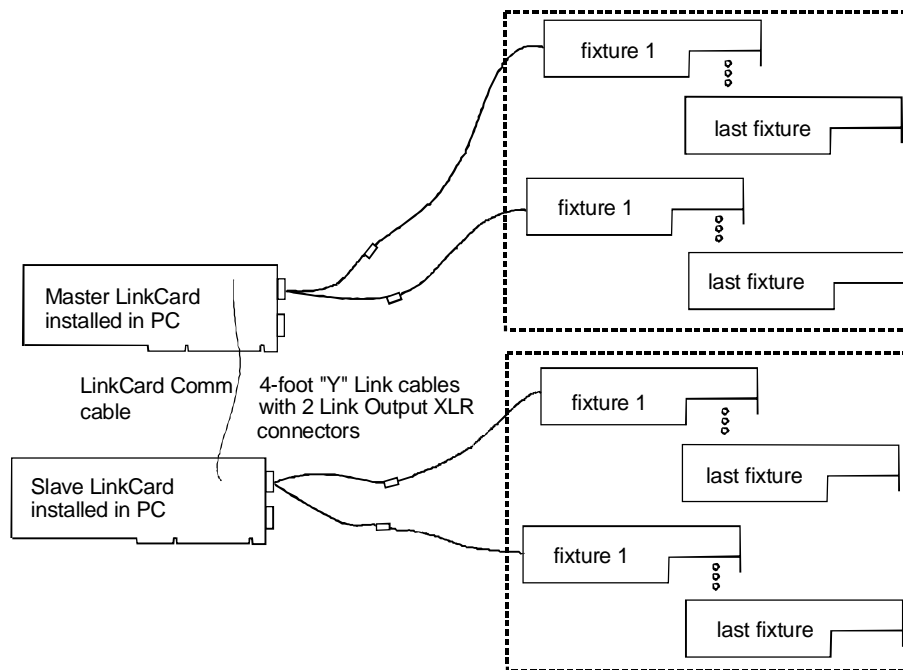 fixture 1
last fixture
fixture 1
last fixture
Master LinkCard
installed in PC
LinkCard Comm
cable
4-foot "Y" Link cables
with 2 Link Output XLR
connectors
fixture 1
last fixture
Slave LinkCard
installed in PC
fixture 1
last fixture